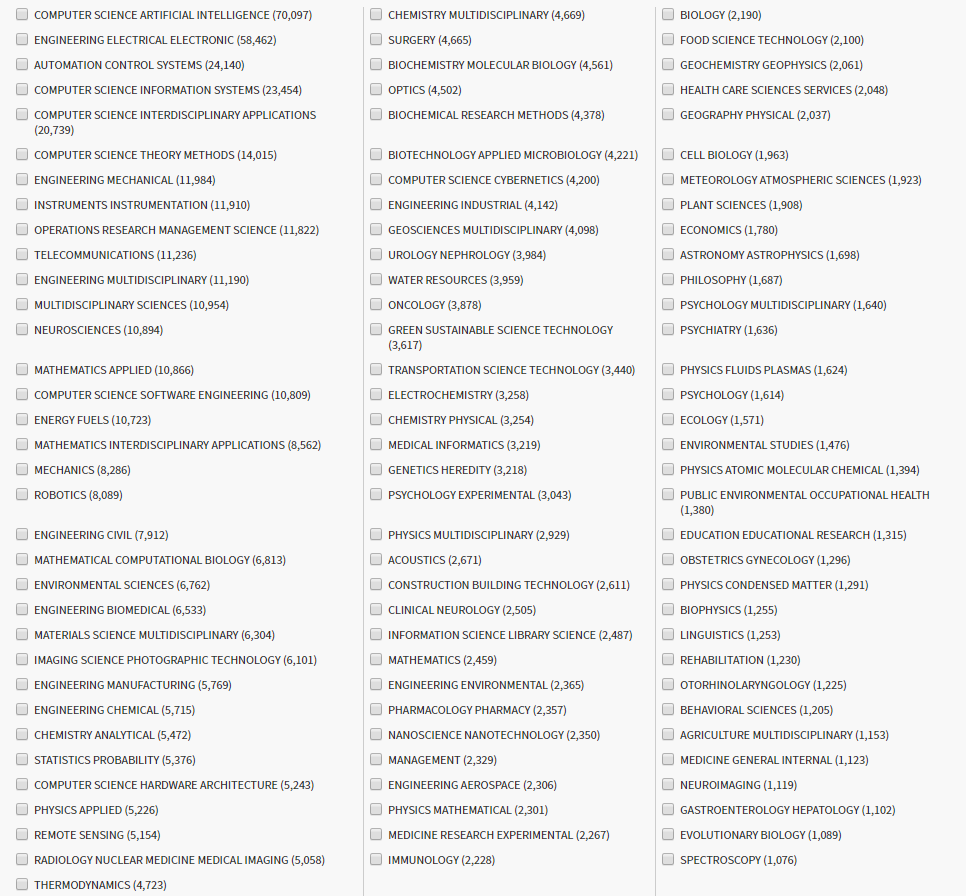 COMPUTER SCIENCE ARTIFICIAL INTELLIGENCE (70,097)
ENGINEERING ELECTRICAL ELECTRONIC (58,462)
AUTOMATION CONTROL SYSTEMS (24,140)
COMPUTER SCIENCE INFORMATION SYSTEMS (23,454)
COMPUTER SCIENCE INTERDISCIPLINARY APPLICATIONS
(20,739)
COMPUTER SCIENCE THEORY METHODS (14,015)
ENGINEERING MECHANICAL (11,984)
INSTRUMENTS INSTRUMENTATION (11,910)
OPERATIONS RESEARCH MANAGEMENT SCIENCE (11,822)
TELECOMMUNICATIONS (11,236)
ENGINEERING MULTIDISCIPLINARY (11,190)
MULTIDISCIPLINARY SCIENCES (10,954)
NEUROSCIENCES (10,894)
MATHEMATICS APPLIED (10,866)
COMPUTER SCIENCE SOFTWARE ENGINEERING (10,809)
ENERGY FUELS (10,723)
MATHEMATICS INTERDISCIPLINARY APPLICATIONS (8,562)
MECHANICS (8,286)
ROBOTICS (8,089)
ENGINEERING CIVIL (7,912)
MATHEMATICAL COMPUTATIONAL BIOLOGY (6,813)
ENVIRONMENTAL SCIENCES (6,762)
ENGINEERING BIOMEDICAL (6,533)
MATERIALS SCIENCE MULTIDISCIPLINARY (6,304)
IMAGING SCIENCE PHOTOGRAPHIC TECHNOLOGY (6,101)
ENGINEERING MANUFACTURING (5,769)
ENGINEERING CHEMICAL (5,715)
CHEMISTRY ANALYTICAL (5,472)
STATISTICS PROBABILITY (5,376)
COMPUTER SCIENCE HARDWARE ARCHITECTURE (5,243)
PHYSICS APPLIED (5,226)
REMOTE SENSING (5,154)
RADIOLOGY NUCLEAR MEDICINE MEDICAL IMAGING (5,058)
THERMODYNAMICS (4,723)
CHEMISTRY MULTIDISCIPLINARY (4,669)
SURGERY (4,665)
BIOCHEMISTRY MOLECULAR BIOLOGY (4,561)
OPTICS (4,502)
BIOCHEMICAL RESEARCH METHODS (4,378)
BIOTECHNOLOGY APPLIED MICROBIOLOGY (4,221)
COMPUTER SCIENCE CYBERNETICS (4,200)
ENGINEERING INDUSTRIAL (4,142)
GEOSCIENCES MULTIDISCIPLINARY (4,098)
UROLOGY NEPHROLOGY (3,984)
WATER RESOURCES (3,959)
ONCOLOGY (3,878)
GREEN SUSTAINABLE SCIENCE TECHNOLOGY
(3,617)
TRANSPORTATION SCIENCE TECHNOLOGY (3,440)
ELECTROCHEMISTRY (3,258)
CHEMISTRY PHYSICAL (3,254)
MEDICAL INFORMATICS (3,219)
GENETICS HEREDITY (3,218)
PSYCHOLOGY EXPERIMENTAL (3,043)
PHYSICS MULTIDISCIPLINARY (2,929)
ACOUSTICS (2,671)
CONSTRUCTION BUILDING TECHNOLOGY (2,611)
CLINICAL NEUROLOGY (2,505)
INFORMATION SCIENCE LIBRARY SCIENCE (2,487)
MATHEMATICS (2,459)
ENGINEERING ENVIRONMENTAL (2,365)
PHARMACOLOGY PHARMACY (2,357)
NANOSCIENCE NANOTECHNOLOGY (2,350)
MANAGEMENT (2,329)
ENGINEERING AEROSPACE (2,306)
PHYSICS MATHEMATICAL (2,301)
MEDICINE RESEARCH EXPERIMENTAL (2,267)
IMMUNOLOGY (2,228)
BIOLOGY (2,190)
FOOD SCIENCE TECHNOLOGY (2,100)
GEOCHEMISTRY GEOPHYSICS (2,061)
HEALTH CARE SCIENCES SERVICES (2,048)
GEOGRAPHY PHYSICAL (2,037)
CELL BIOLOGY (1,963)
METEOROLOGY ATMOSPHERIC SCIENCES (1,923)
PLANT SCIENCES (1,908)
ECONOMICS (1,780)
ASTRONOMY ASTROPHYSICS (1,698)
PHILOSOPHY (1,687)
PSYCHOLOGY MULTIDISCIPLINARY (1,640)
PSYCHIATRY (1,636)
PHYSICS FLUIDS PLASMAS (1,624)
PSYCHOLOGY (1,614)
ECOLOGY (1,571)
ENVIRONMENTAL STUDIES (1,476)
PHYSICS ATOMIC MOLECULAR CHEMICAL (1,394)
PUBLIC ENVIRONMENTAL OCCUPATIONAL HEALTH
(1,380)
EDUCATION EDUCATIONAL RESEARCH (1,315)
OBSTETRICS GYNECOLOGY (1,296)
PHYSICS CONDENSED MATTER (1,291)
BIOPHYSICS (1,255)
LINGUISTICS (1,253)
REHABILITATION (1,230)
OTORHINOLARYNGOLOGY (1,225)
BEHAVIORAL SCIENCES (1,205)
AGRICULTURE MULTIDISCIPLINARY (1,153)
MEDICINE GENERAL INTERNAL (1,123)
NEUROIMAGING (1,119)
GASTROENTEROLOGY HEPATOLOGY (1,102)
EVOLUTIONARY BIOLOGY (1,089)
SPECTROSCOPY (1,076)